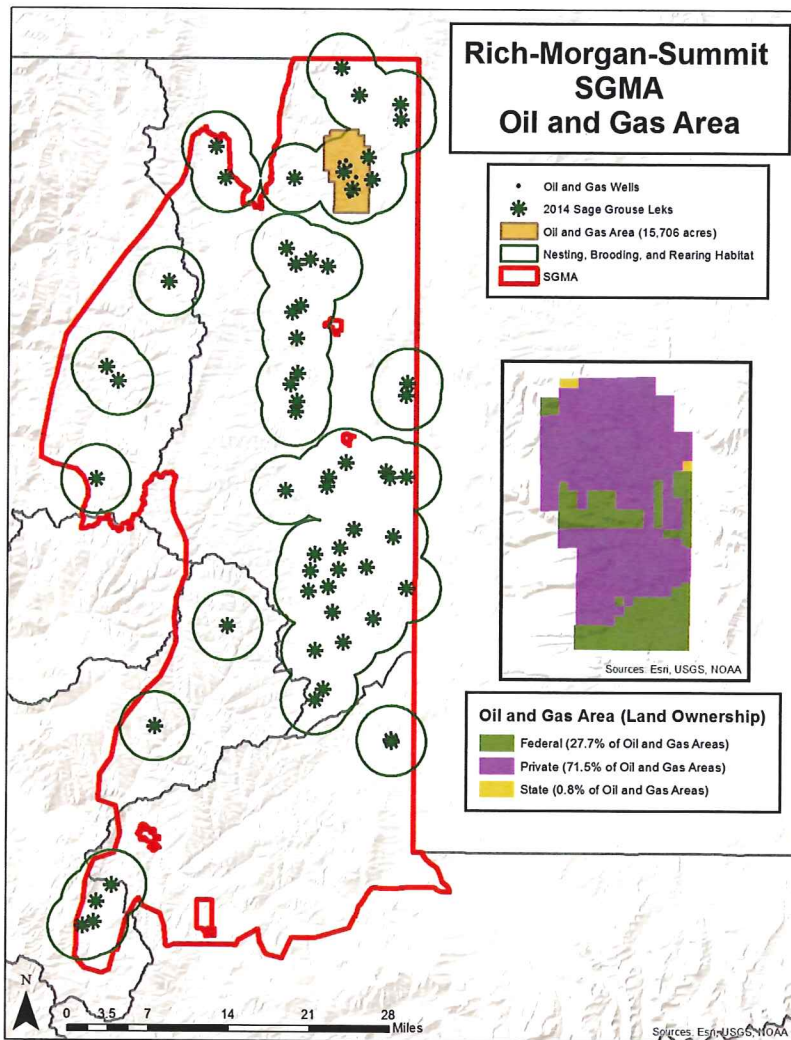 Rich-Morgan-Summit
SGMA
Oil and Gas Area
Oil and Gas Wells
2014 Sage Grouse Leks
Oil and Gas Area (15,706 acres)
Nesting, Brooding, and Rearing Habitat
SGMA
Sources: Esri, USGS, NOAA
Oil and Gas Area (Land Ownership)
Federal (27.7% of Oil and Gas Areas)
Private (71.5% of Oil and Gas Areas)
State (0.8% of Oil and Gas Areas)
N
0 3.5 7 14 21 28
Miles
Sources: Esri, USGS, NOAA